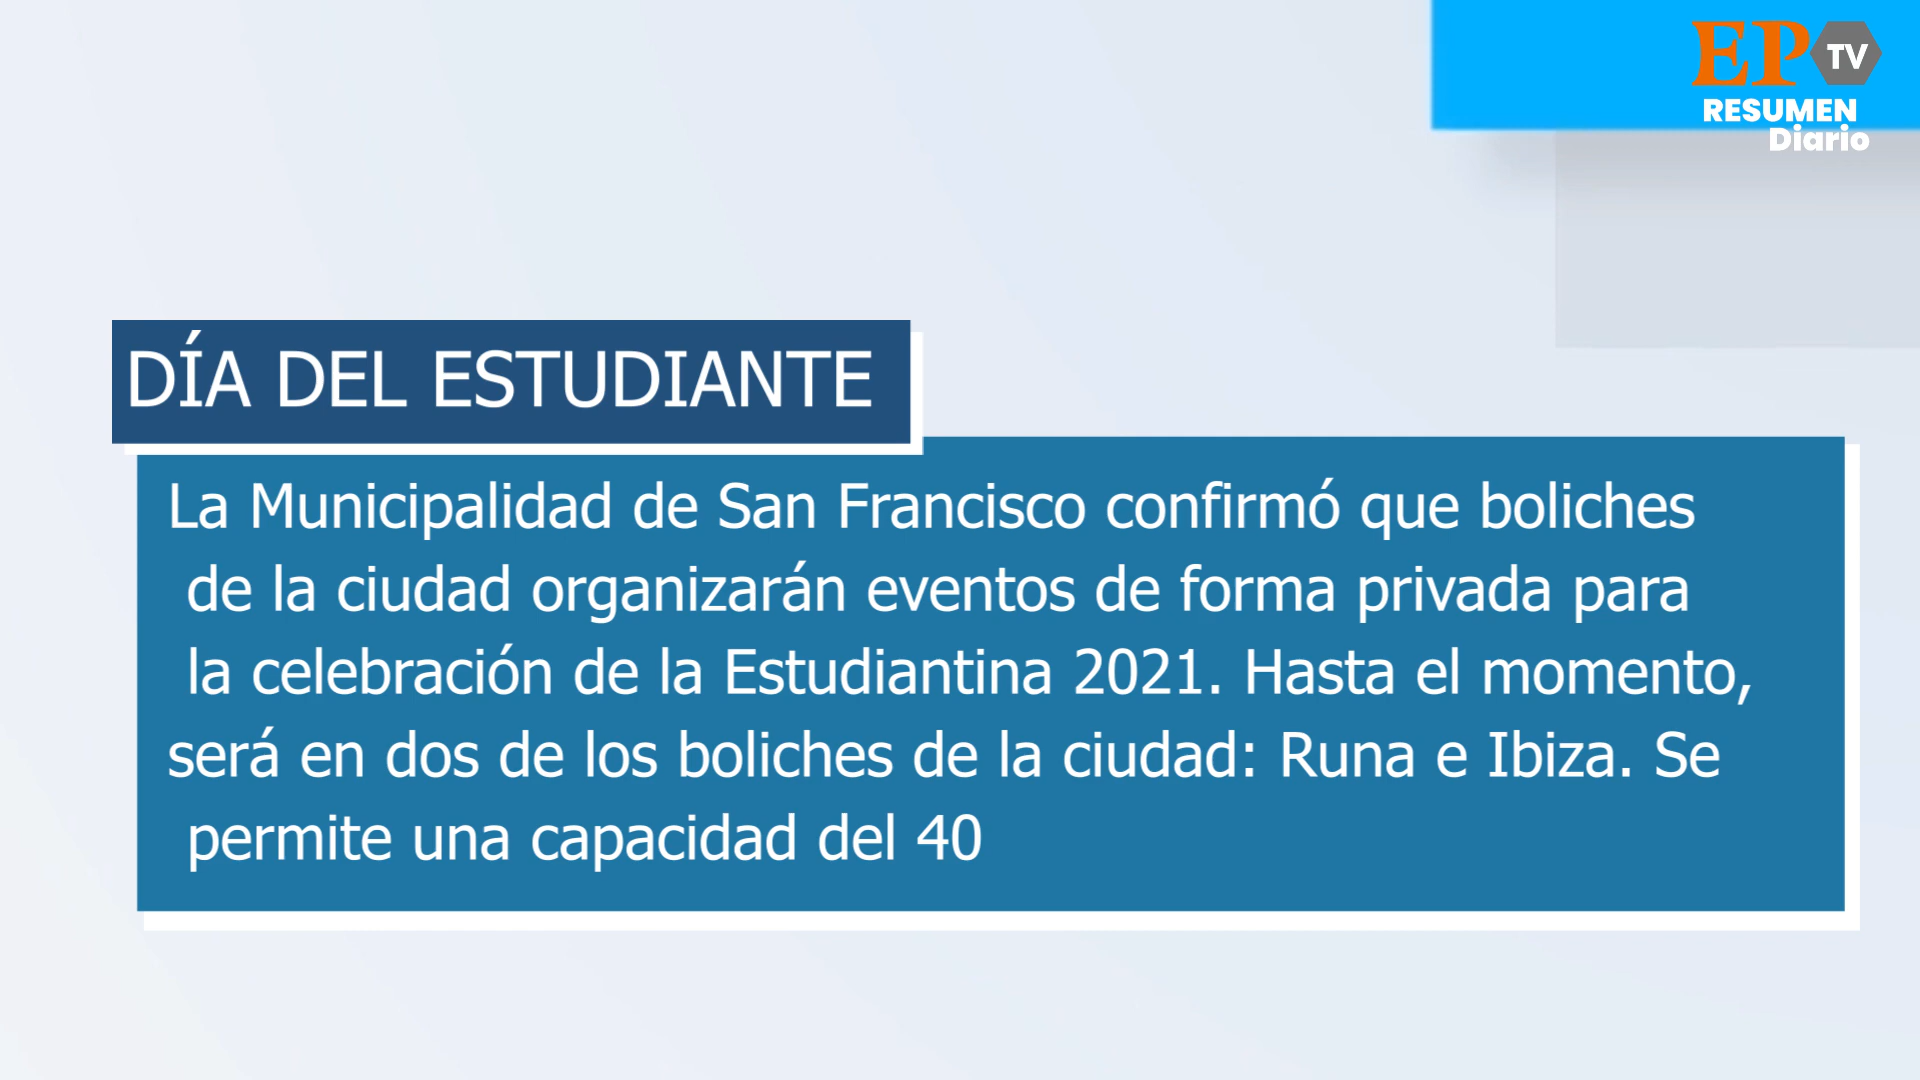 EP TV
RESUMEN
Diario
DÍA DEL ESTUDIANTE
La Municipalidad de San Francisco confirmó que boliches
de la ciudad organizarán eventos de forma privada para
la celebración de la Estudiantina 2021. Hasta el momento,
será en dos de los boliches de la ciudad: Runa e Ibiza. Se
permite una capacidad del 40